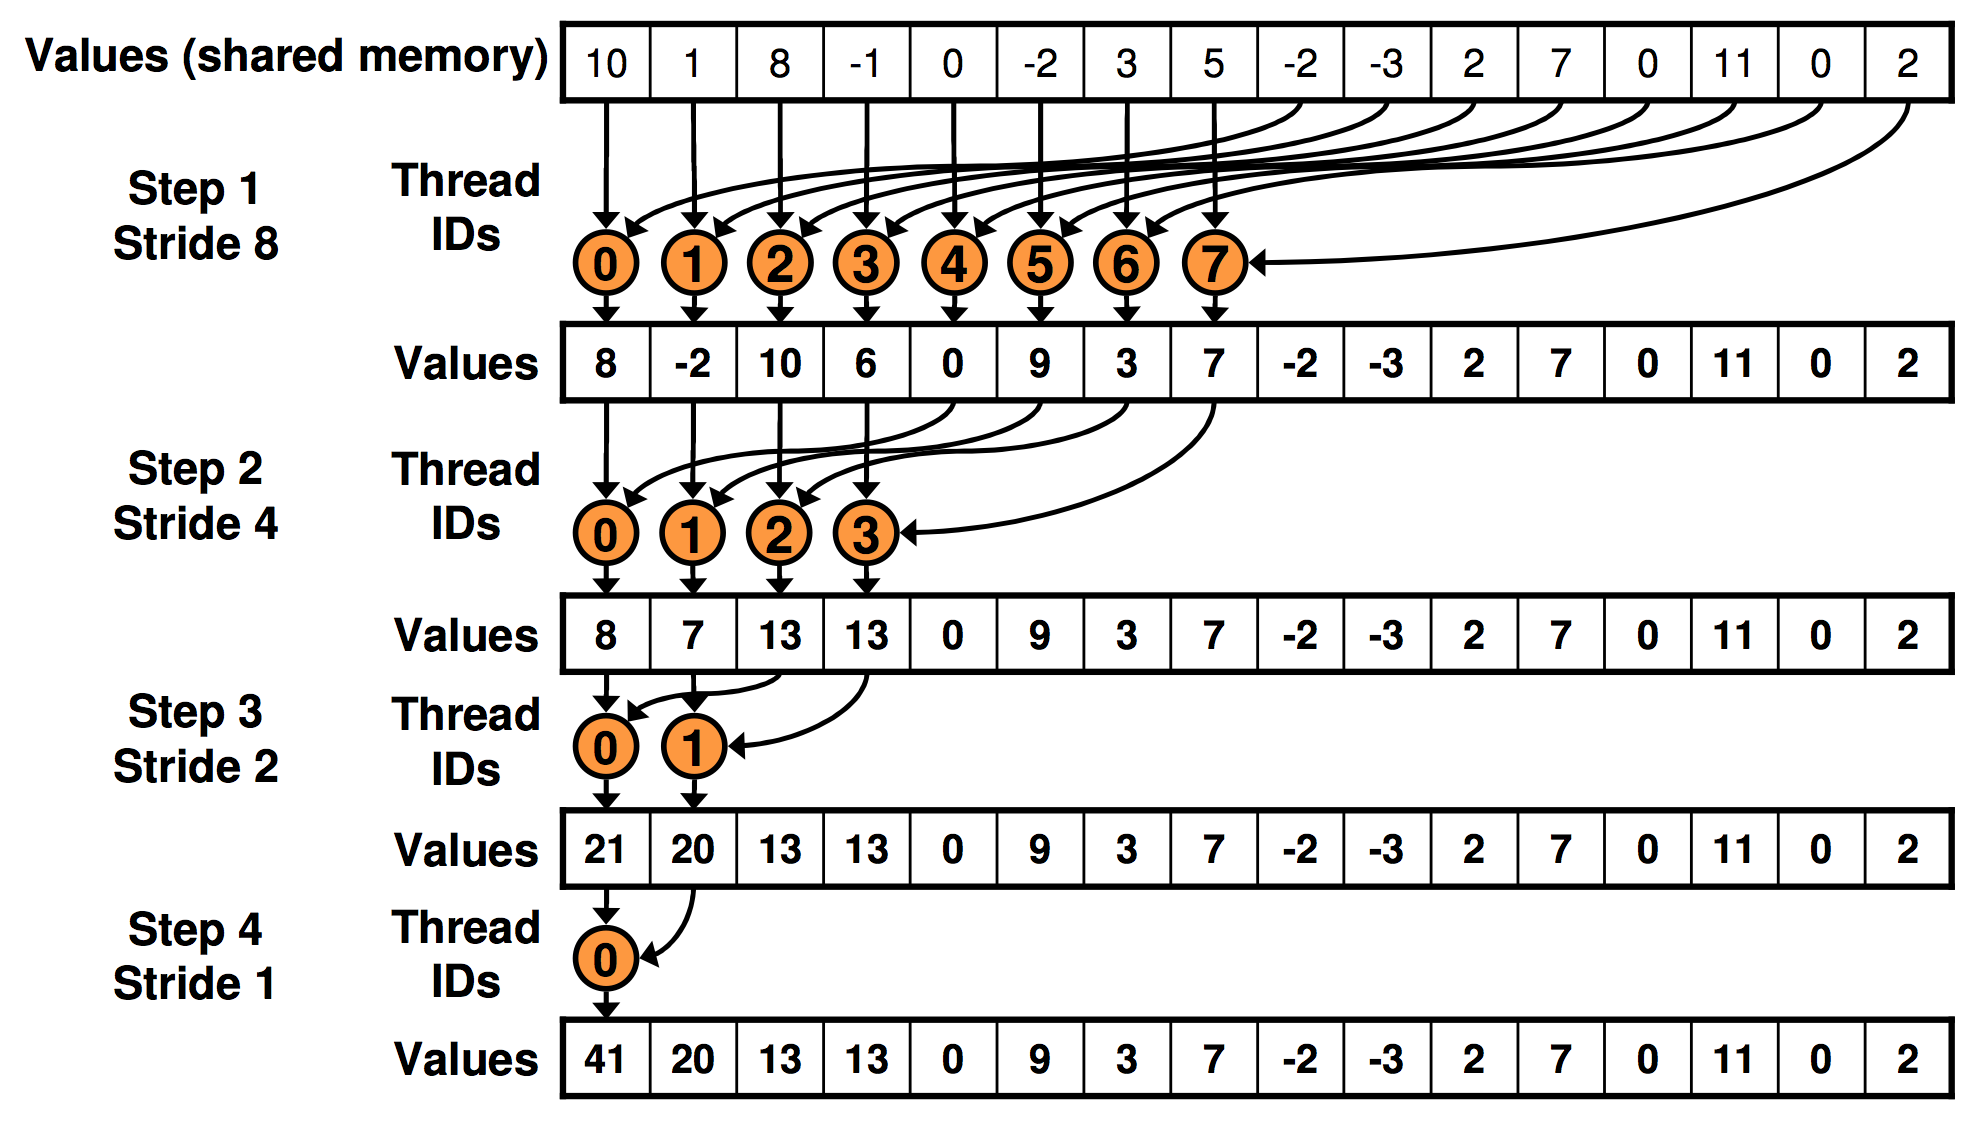 Values (shared memory) 10 1 8 -1 0 -2 3 5 -2 -3 2 7 0 11 0 2
Step 1 Thread
Stride 8 IDs
0 1 2 3 4 5 6 7
Values 8 -2 10 6 0 9 3 7 -2 -3 2 7 0 11 0 2
Step 2 Thread
Stride 4 IDs
0 1 2 3
Values 8 7 13 13 0 9 3 7 -2 -3 2 7 0 11 0 2
Step 3 Thread
Stride 2 IDs
0 1
Values 21 20 13 13 0 9 3 7 -2 -3 2 7 0 11 0 2
Step 4 Thread
Stride 1 IDs
0
Values 41 20 13 13 0 9 3 7 -2 -3 2 7 0 11 0 2